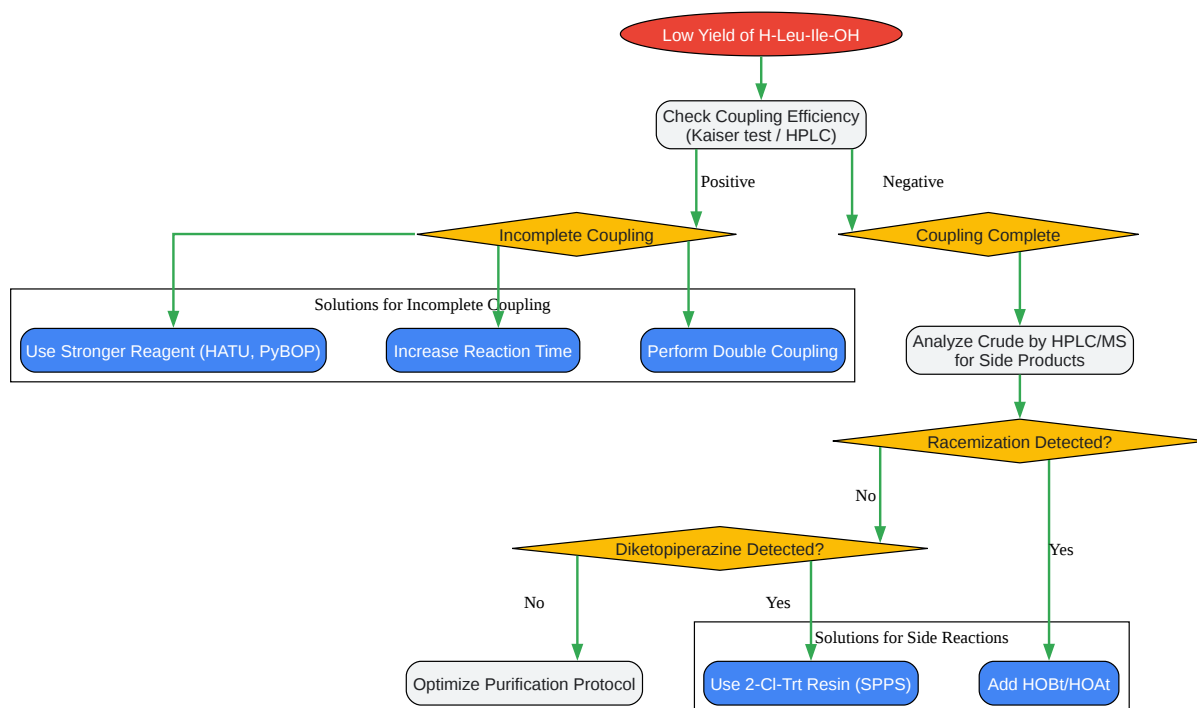 Low Yield of H-Leu-Ile-OH
Check Coupling Efficiency
(Kaiser test / HPLC)
Positive
Negative
Incomplete Coupling
Coupling Complete
Solutions for Incomplete Coupling
Use Stronger Reagent (HATU, PyBOP)
Increase Reaction Time
Perform Double Coupling
Analyze Crude by HPLC/MS
for Side Products
Racemization Detected?
No
Yes
Diketopiperazine Detected?
No
Yes
Solutions for Side Reactions
Optimize Purification Protocol
Use 2-Cl-Trt Resin (SPPS)
Add HOBt/HOAt